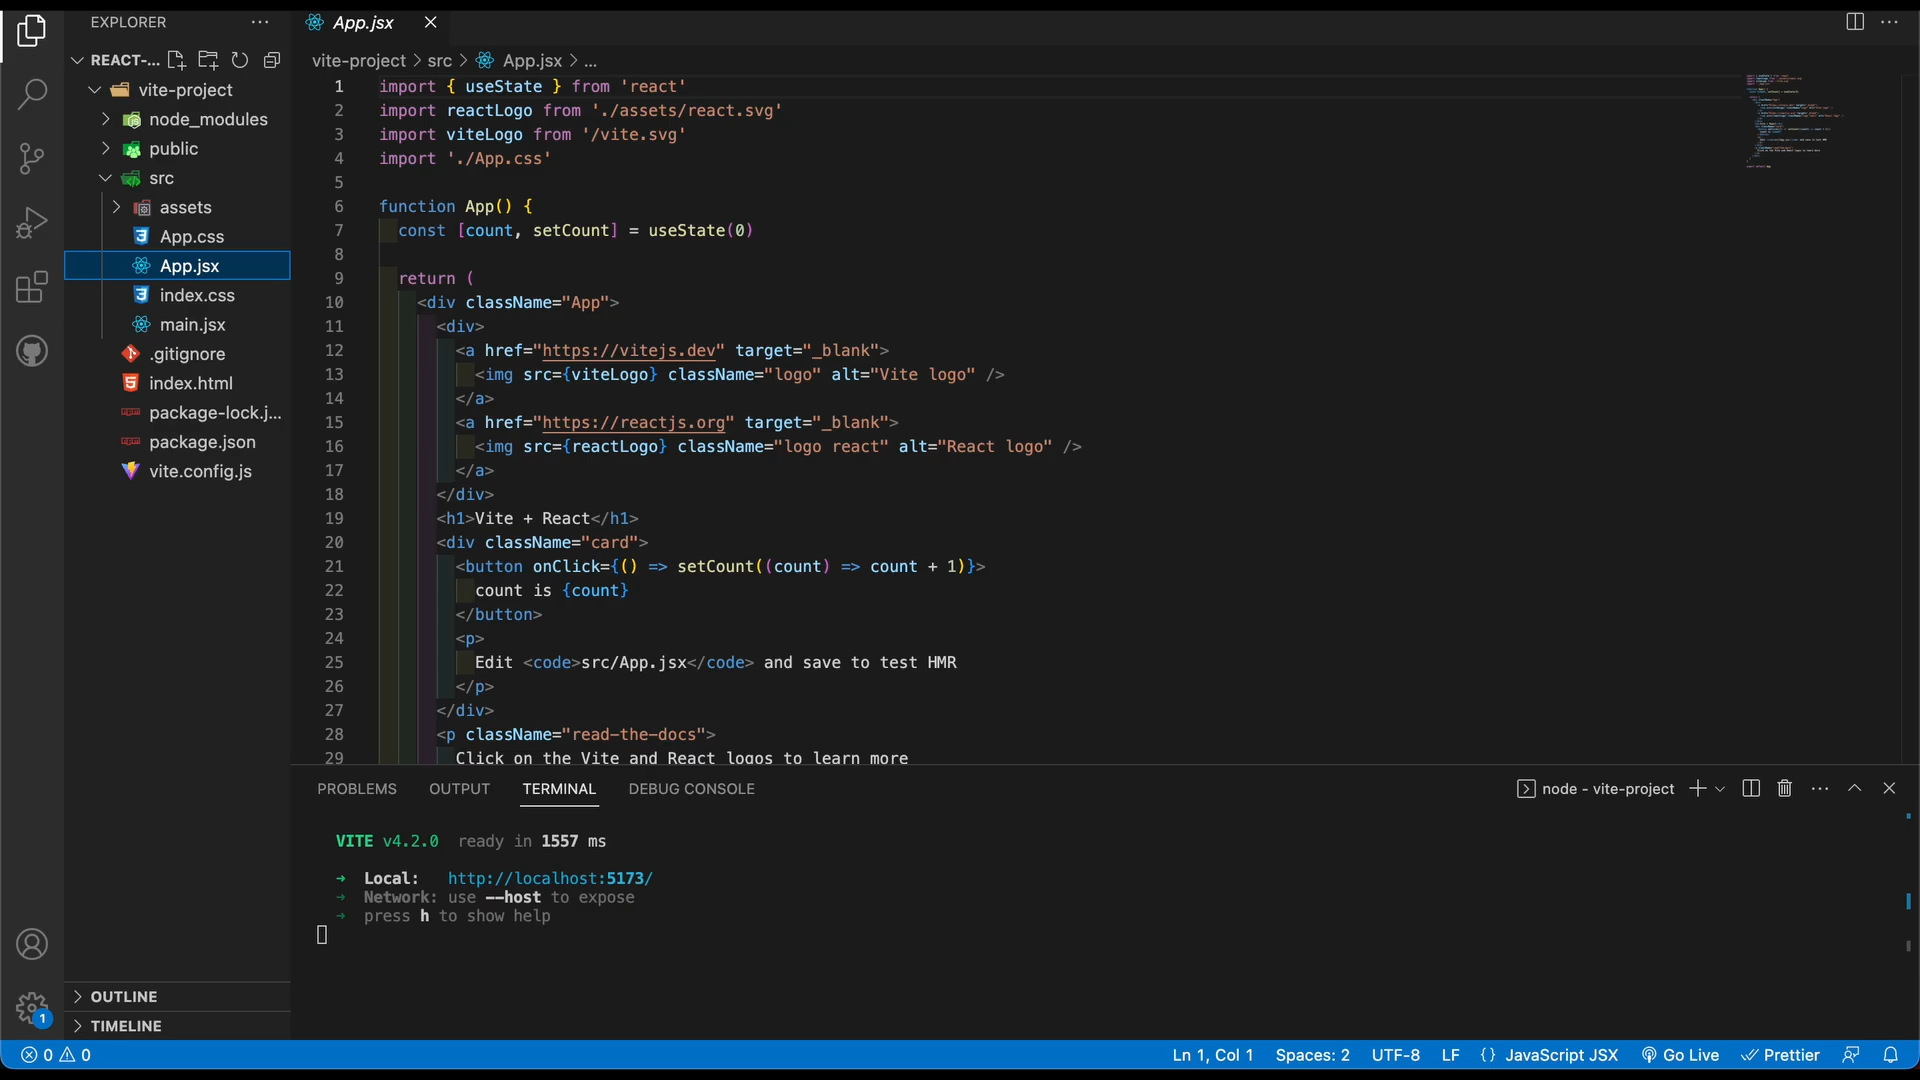 EXPLORER
REACT-...
vite-project
node_modules
public
src
assets
App.css
App.jsx
index.css
main.jsx
.gitignore
index.html
package-lock.j...
package.json
vite.config.js
OUTLINE
TIMELINE
1
App.jsx
vite-project > src > App.jsx > ...
1 import { useState } from 'react'
2 import reactLogo from './assets/react.svg'
3 import viteLogo from '/vite.svg'
4 import './App.css'
5
6 function App() {
7 const [count, setCount] = useState(0)
8
9 return (
10 <div className="App">
11 <div>
12 <a href="https://vitejs.dev" target="_blank">
13 <img src={viteLogo} className="logo" alt="Vite logo" />
14 </a>
15 <a href="https://reactjs.org" target="_blank">
16 <img src={reactLogo} className="logo react" alt="React logo" />
17 </a>
18 </div>
19 <h1>Vite + React</h1>
20 <div className="card">
21 <button onClick={() => setCount((count) => count + 1)}>
22 count is {count}
23 </button>
24 <p>
25 Edit <code>src/App.jsx</code> and save to test HMR
26 </p>
27 </div>
28 <p className="read-the-docs">
29 Click on the Vite and React logos to learn more
PROBLEMS OUTPUT TERMINAL DEBUG CONSOLE
node - vite-project
VITE v4.2.0 ready in 1557 ms
➜ Local: http://localhost:5173/
➜ Network: use --host to expose
➜ press h to show help
0 0
Ln 1, Col 1 Spaces: 2 UTF-8 LF {} JavaScript JSX Go Live Prettier